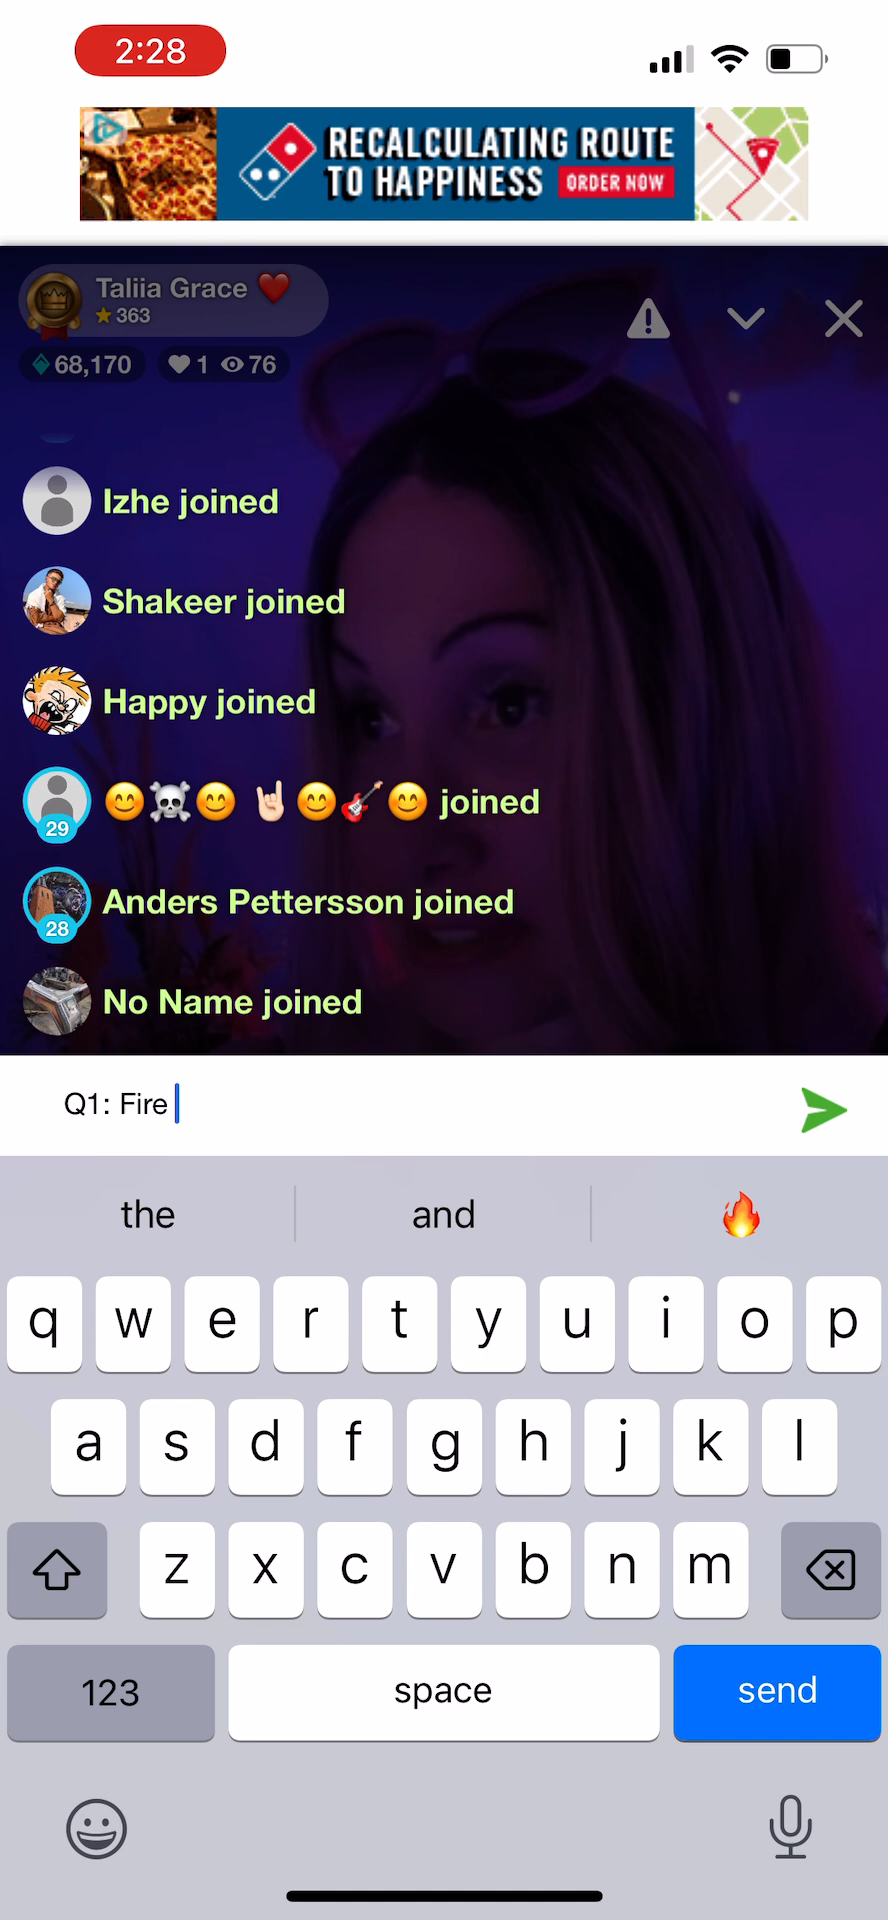 2:28
RECALCULATING ROUTE
TO HAPPINESS ORDER NOW
Taliia Grace ❤️
363
68,170 1 76
Izhe joined
Shakeer joined
Happy joined
😊☠️😊 🤘🏻😊🎸😊 joined
29
Anders Pettersson joined
28
No Name joined
Q1: Fire
the and 🔥
q w e r t y u i o p
a s d f g h j k l
z x c v b n m
123 space send